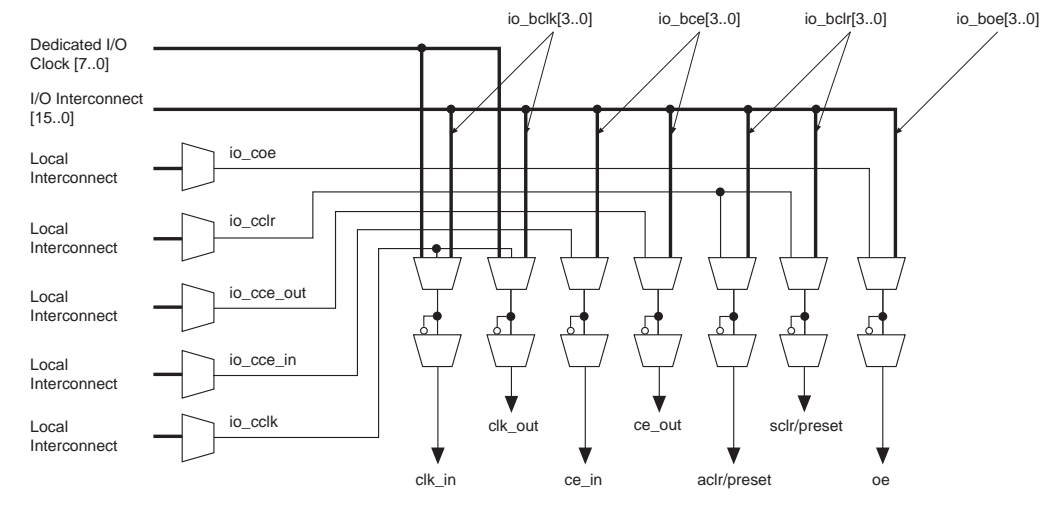 io_bclk[3..0]
io_bce[3..0]
io_bclr[3..0]
io_boe[3..0]
Dedicated I/O
Clock [7..0]
I/O Interconnect
[15..0]
Local
Interconnect
io_coe
Local
Interconnect
io_cclr
Local
Interconnect
io_cce_out
Local
Interconnect
io_cce_in
Local
Interconnect
io_cclk
clk_out
ce_out
sclr/preset
clk_in
ce_in
aclr/preset
oe